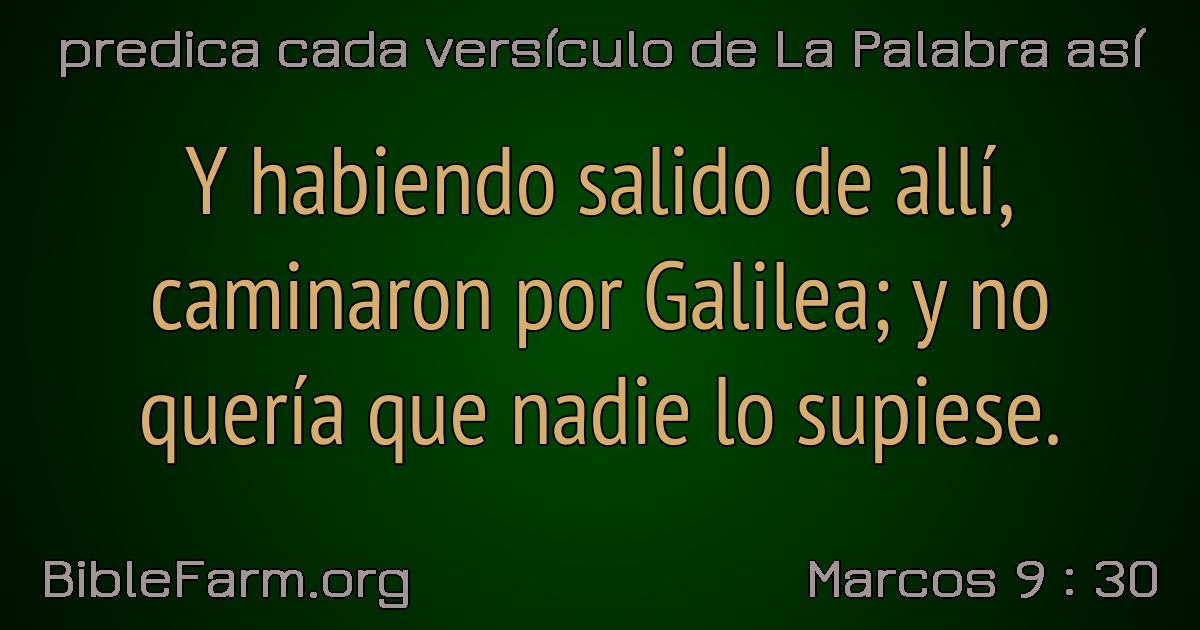 predica cada versículo de La Palabra así
Y habiendo salido de allí,
caminaron por Galilea; y no
quería que nadie lo supiese.
BibleFarm.org
Marcos 9 : 30